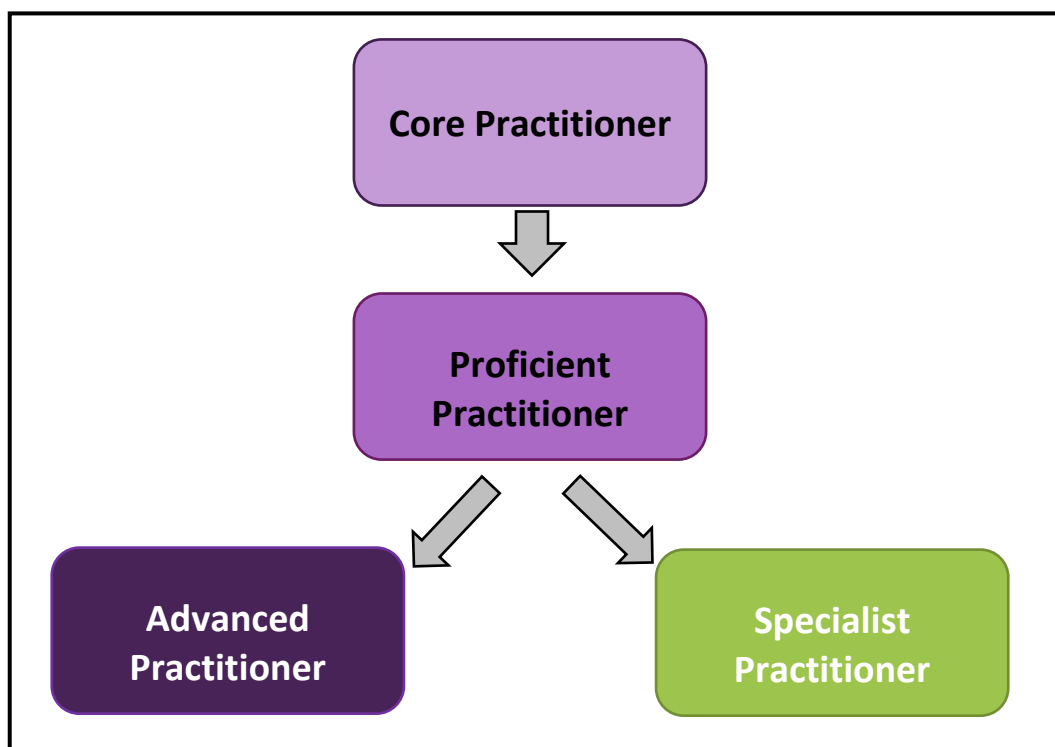 Core Practitioner
Proficient
Practitioner
Advanced
Practitioner
Specialist
Practitioner